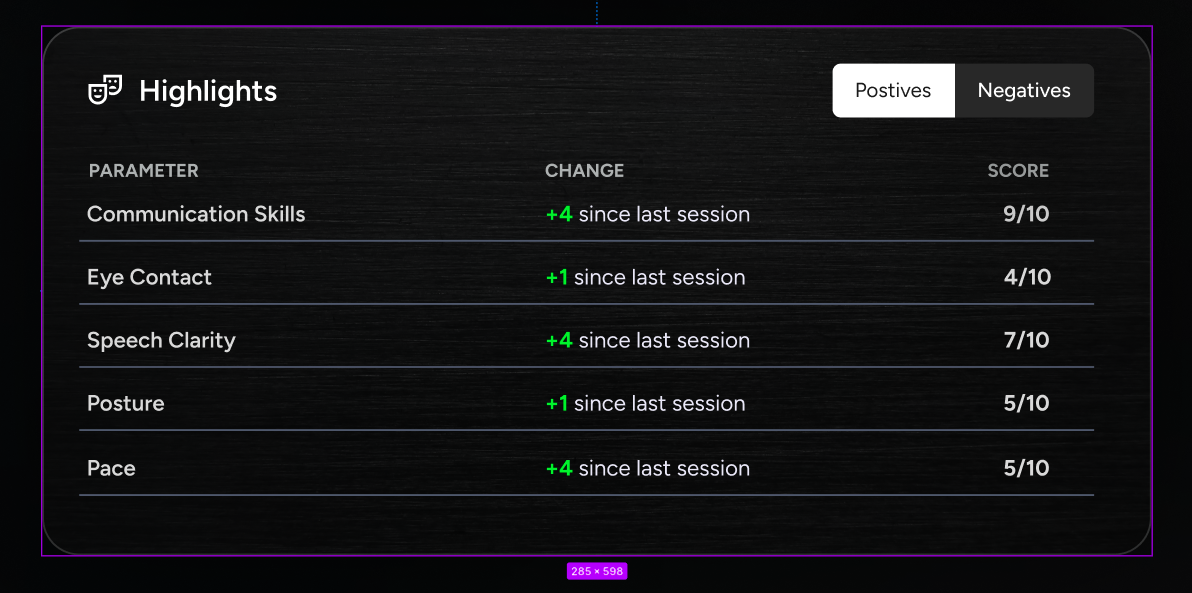 Highlights
Postives Negatives
PARAMETER CHANGE SCORE
Communication Skills +4 since last session 9/10
Eye Contact +1 since last session 4/10
Speech Clarity +4 since last session 7/10
Posture +1 since last session 5/10
Pace +4 since last session 5/10
285 × 598